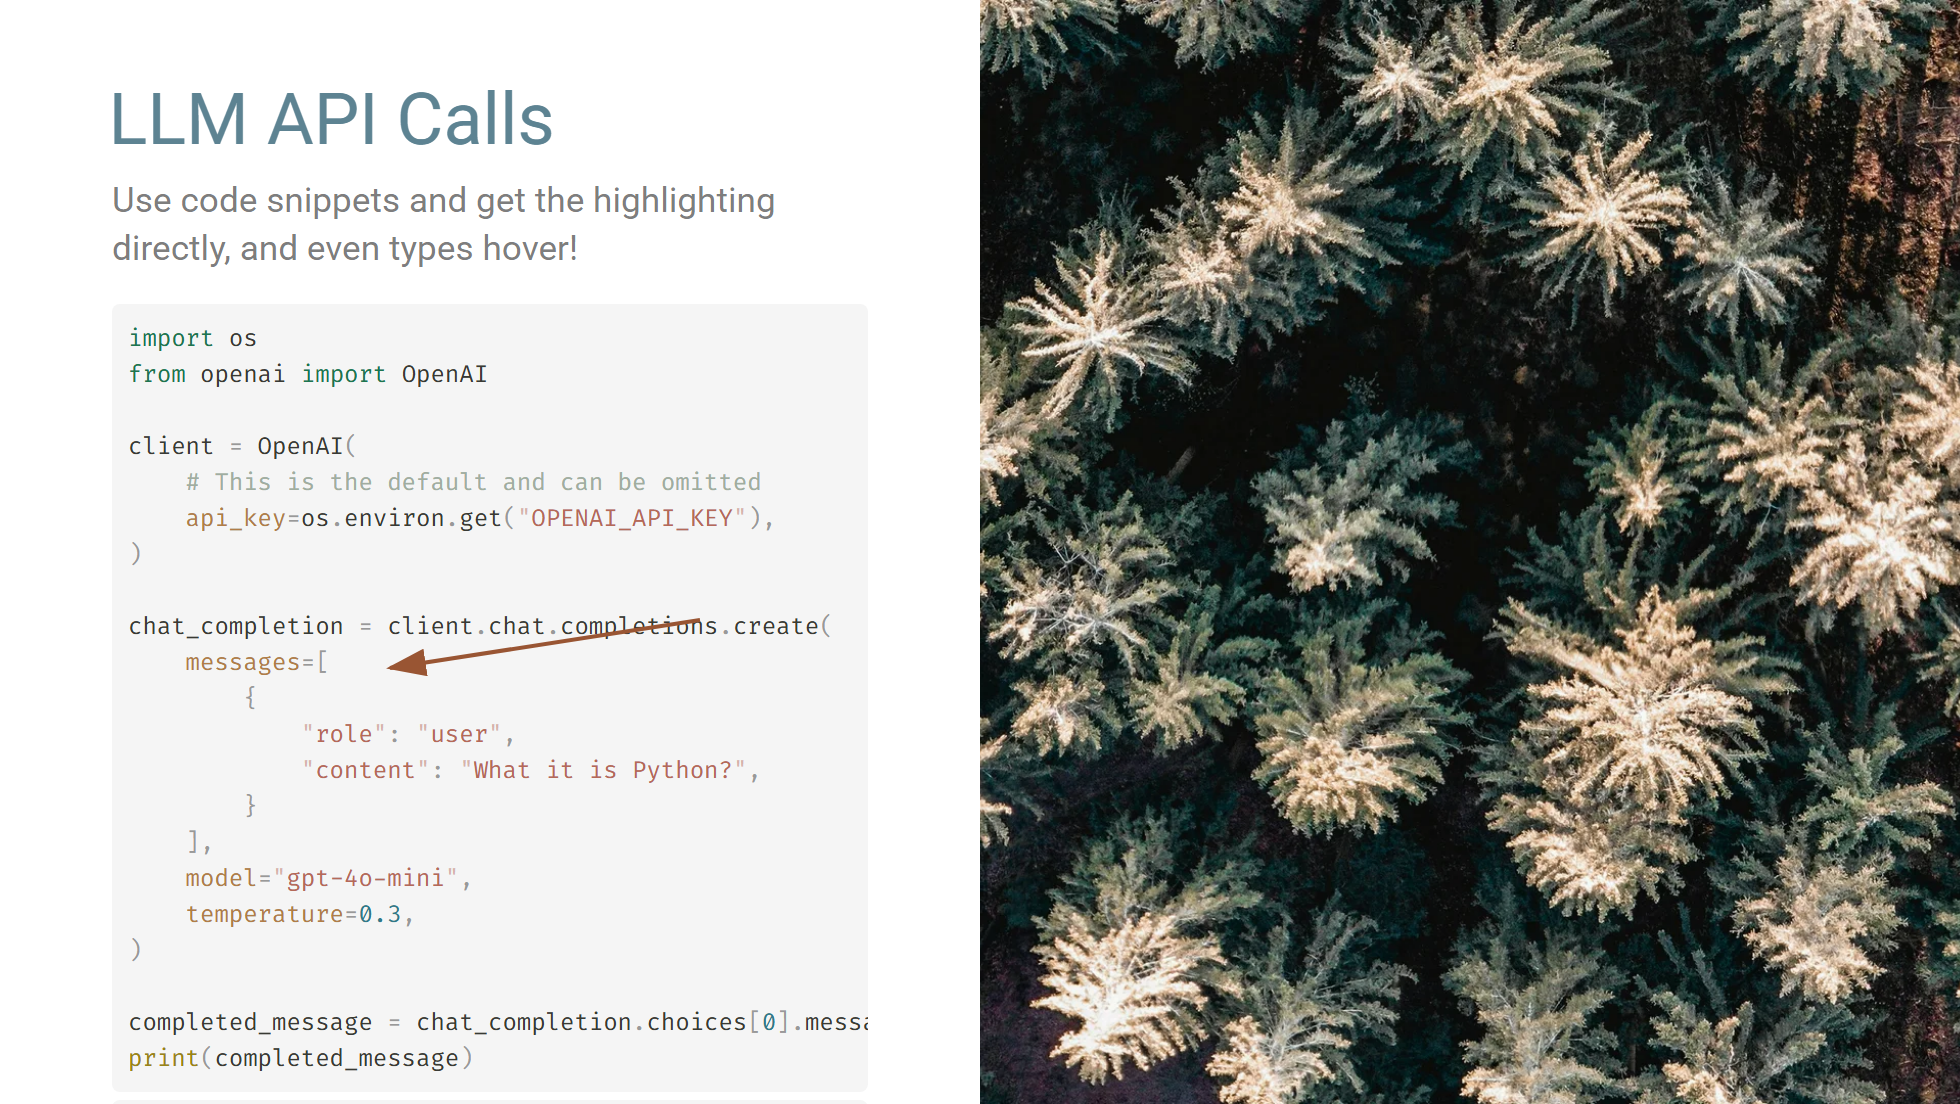 LLM API Calls
Use code snippets and get the highlighting
directly, and even types hover!
import os
from openai import OpenAI
client = OpenAI(
    # This is the default and can be omitted
    api_key=os.environ.get("OPENAI_API_KEY"),
)
chat_completion = client.chat.completions.create(
    messages=[
        {
            "role": "user",
            "content": "What it is Python?",
        }
    ],
    model="gpt-4o-mini",
    temperature=0.3,
)
completed_message = chat_completion.choices[0].messa
print(completed_message)